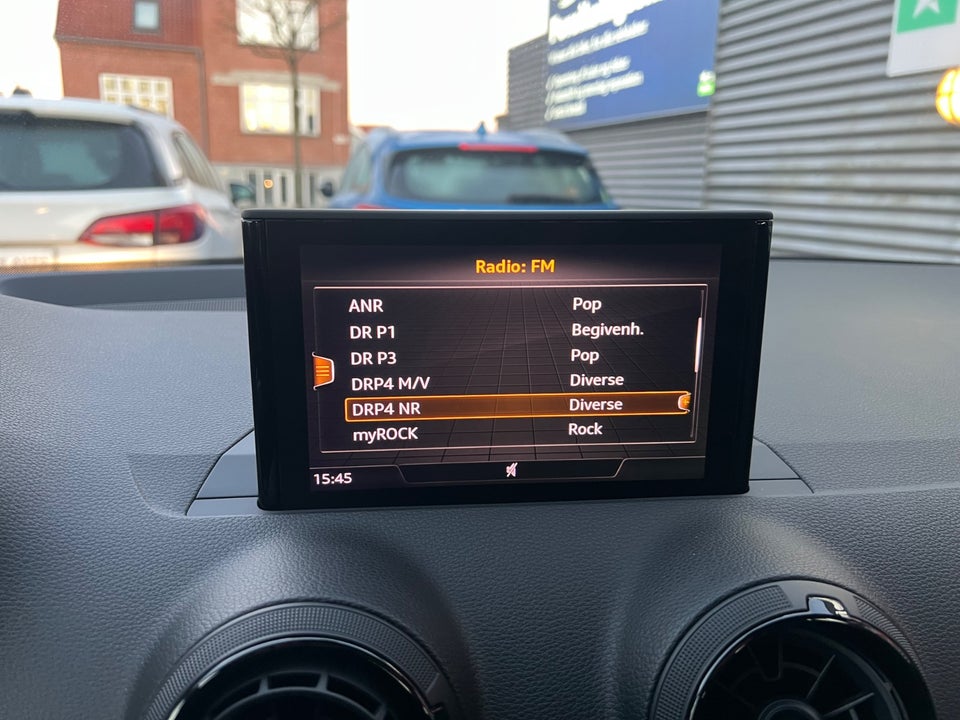 Radio: FM
ANR Pop
DR P1 Begivenh.
DR P3 Pop
DRP4 M/V Diverse
DRP4 NR Diverse
myROCK Rock
15:45